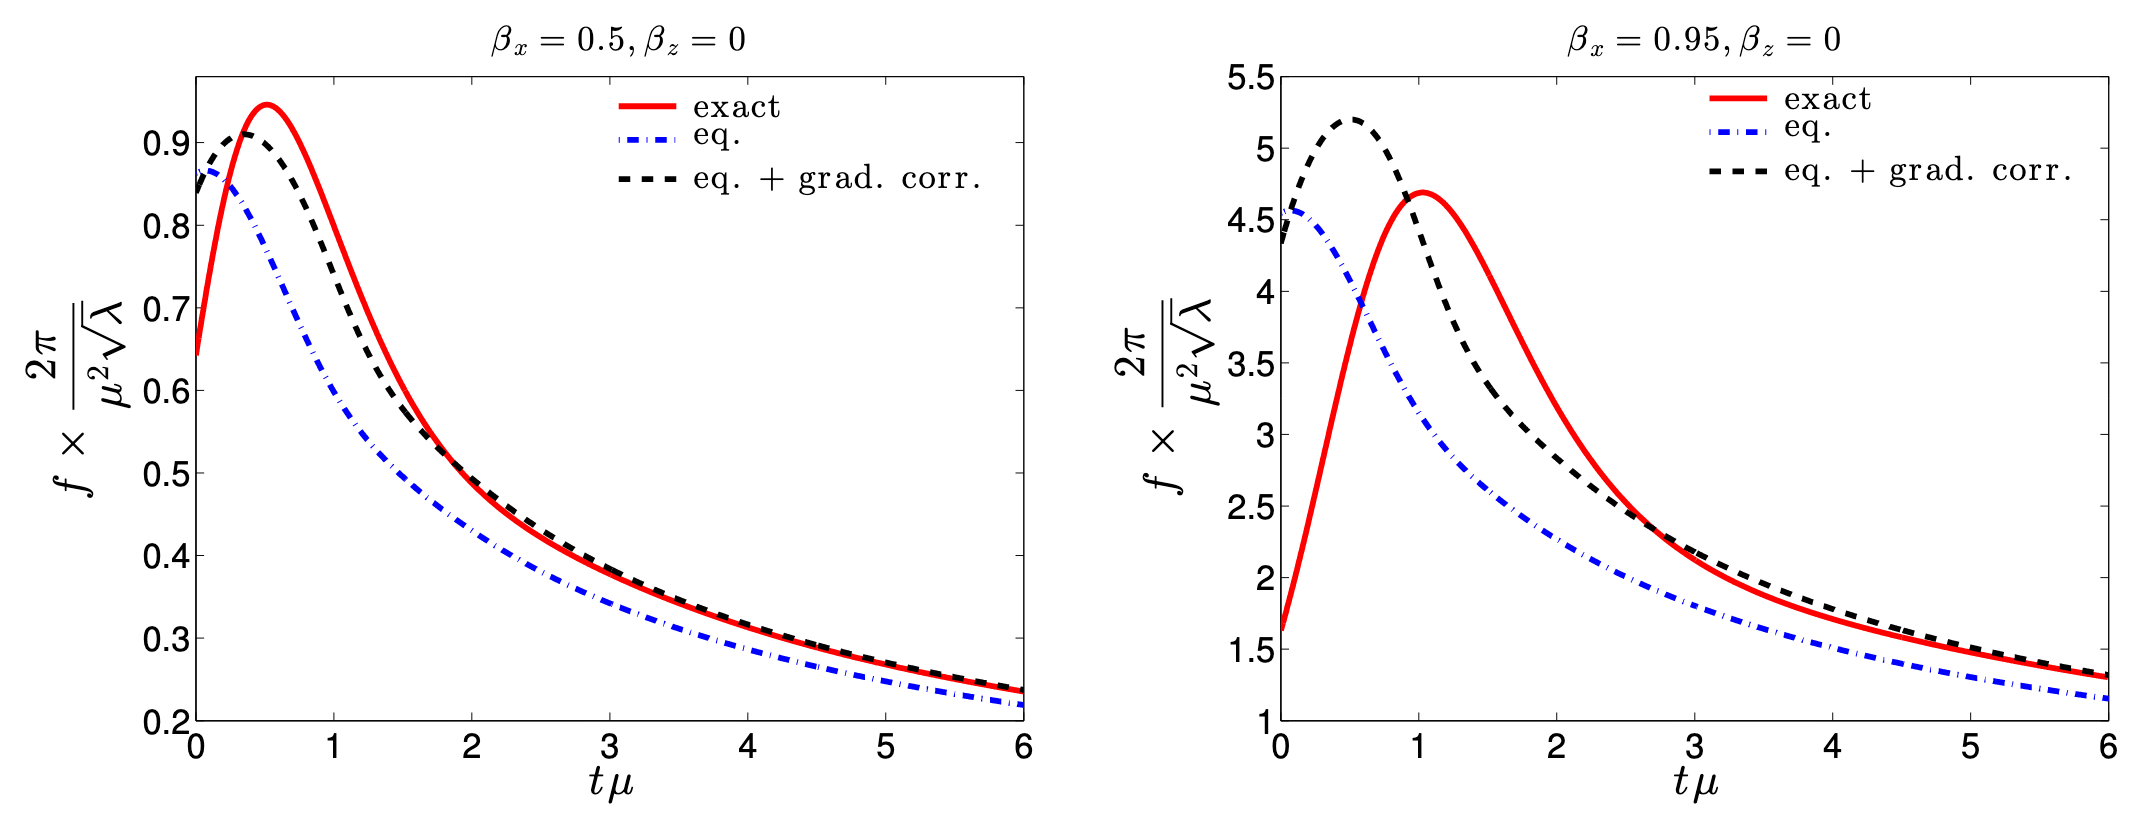 βx = 0.5, βz = 0
f × 2π / μ²√λ
0.9
0.8
0.7
0.6
0.5
0.4
0.3
0.2
exact
eq.
eq. + grad. corr.
0 1 2 3 4 5 6
tμ
βx = 0.95, βz = 0
f × 2π / μ²√λ
5.5
5
4.5
4
3.5
3
2.5
2
1.5
1
exact
eq.
eq. + grad. corr.
0 1 2 3 4 5 6
tμ